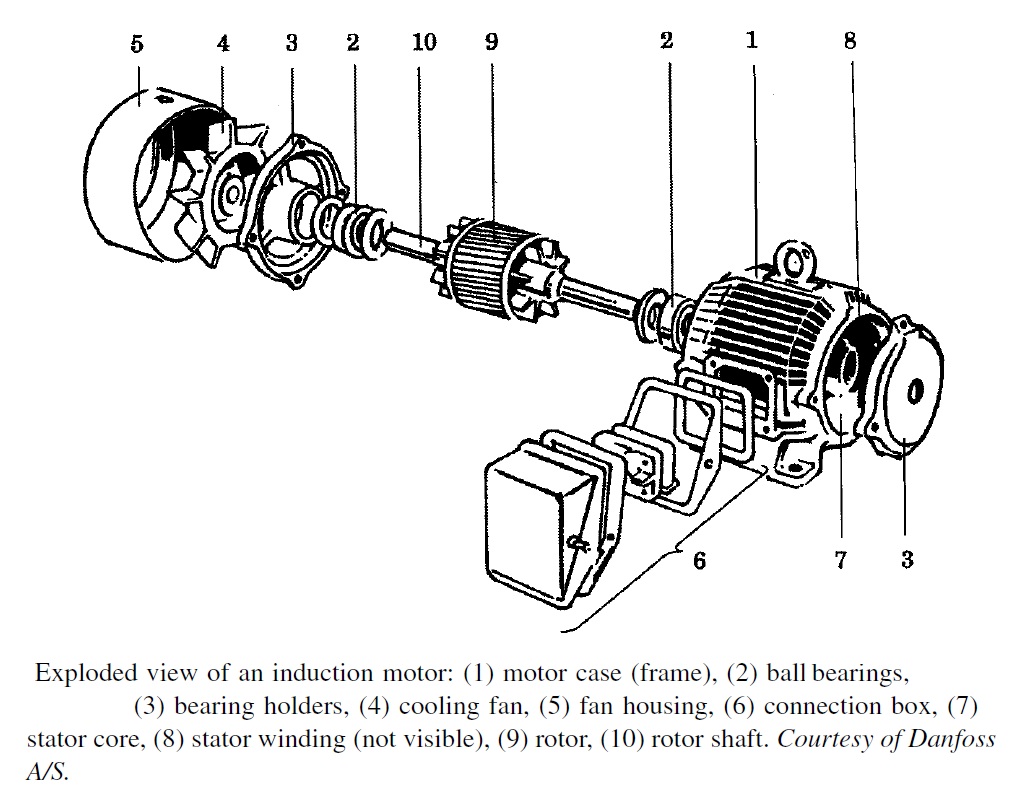 5 4 3 2 10 9 2 1 8
6 7 3
Exploded view of an induction motor: (1) motor case (frame), (2) ball bearings,
(3) bearing holders, (4) cooling fan, (5) fan housing, (6) connection box, (7)
stator core, (8) stator winding (not visible), (9) rotor, (10) rotor shaft. Courtesy of Danfoss
A/S.